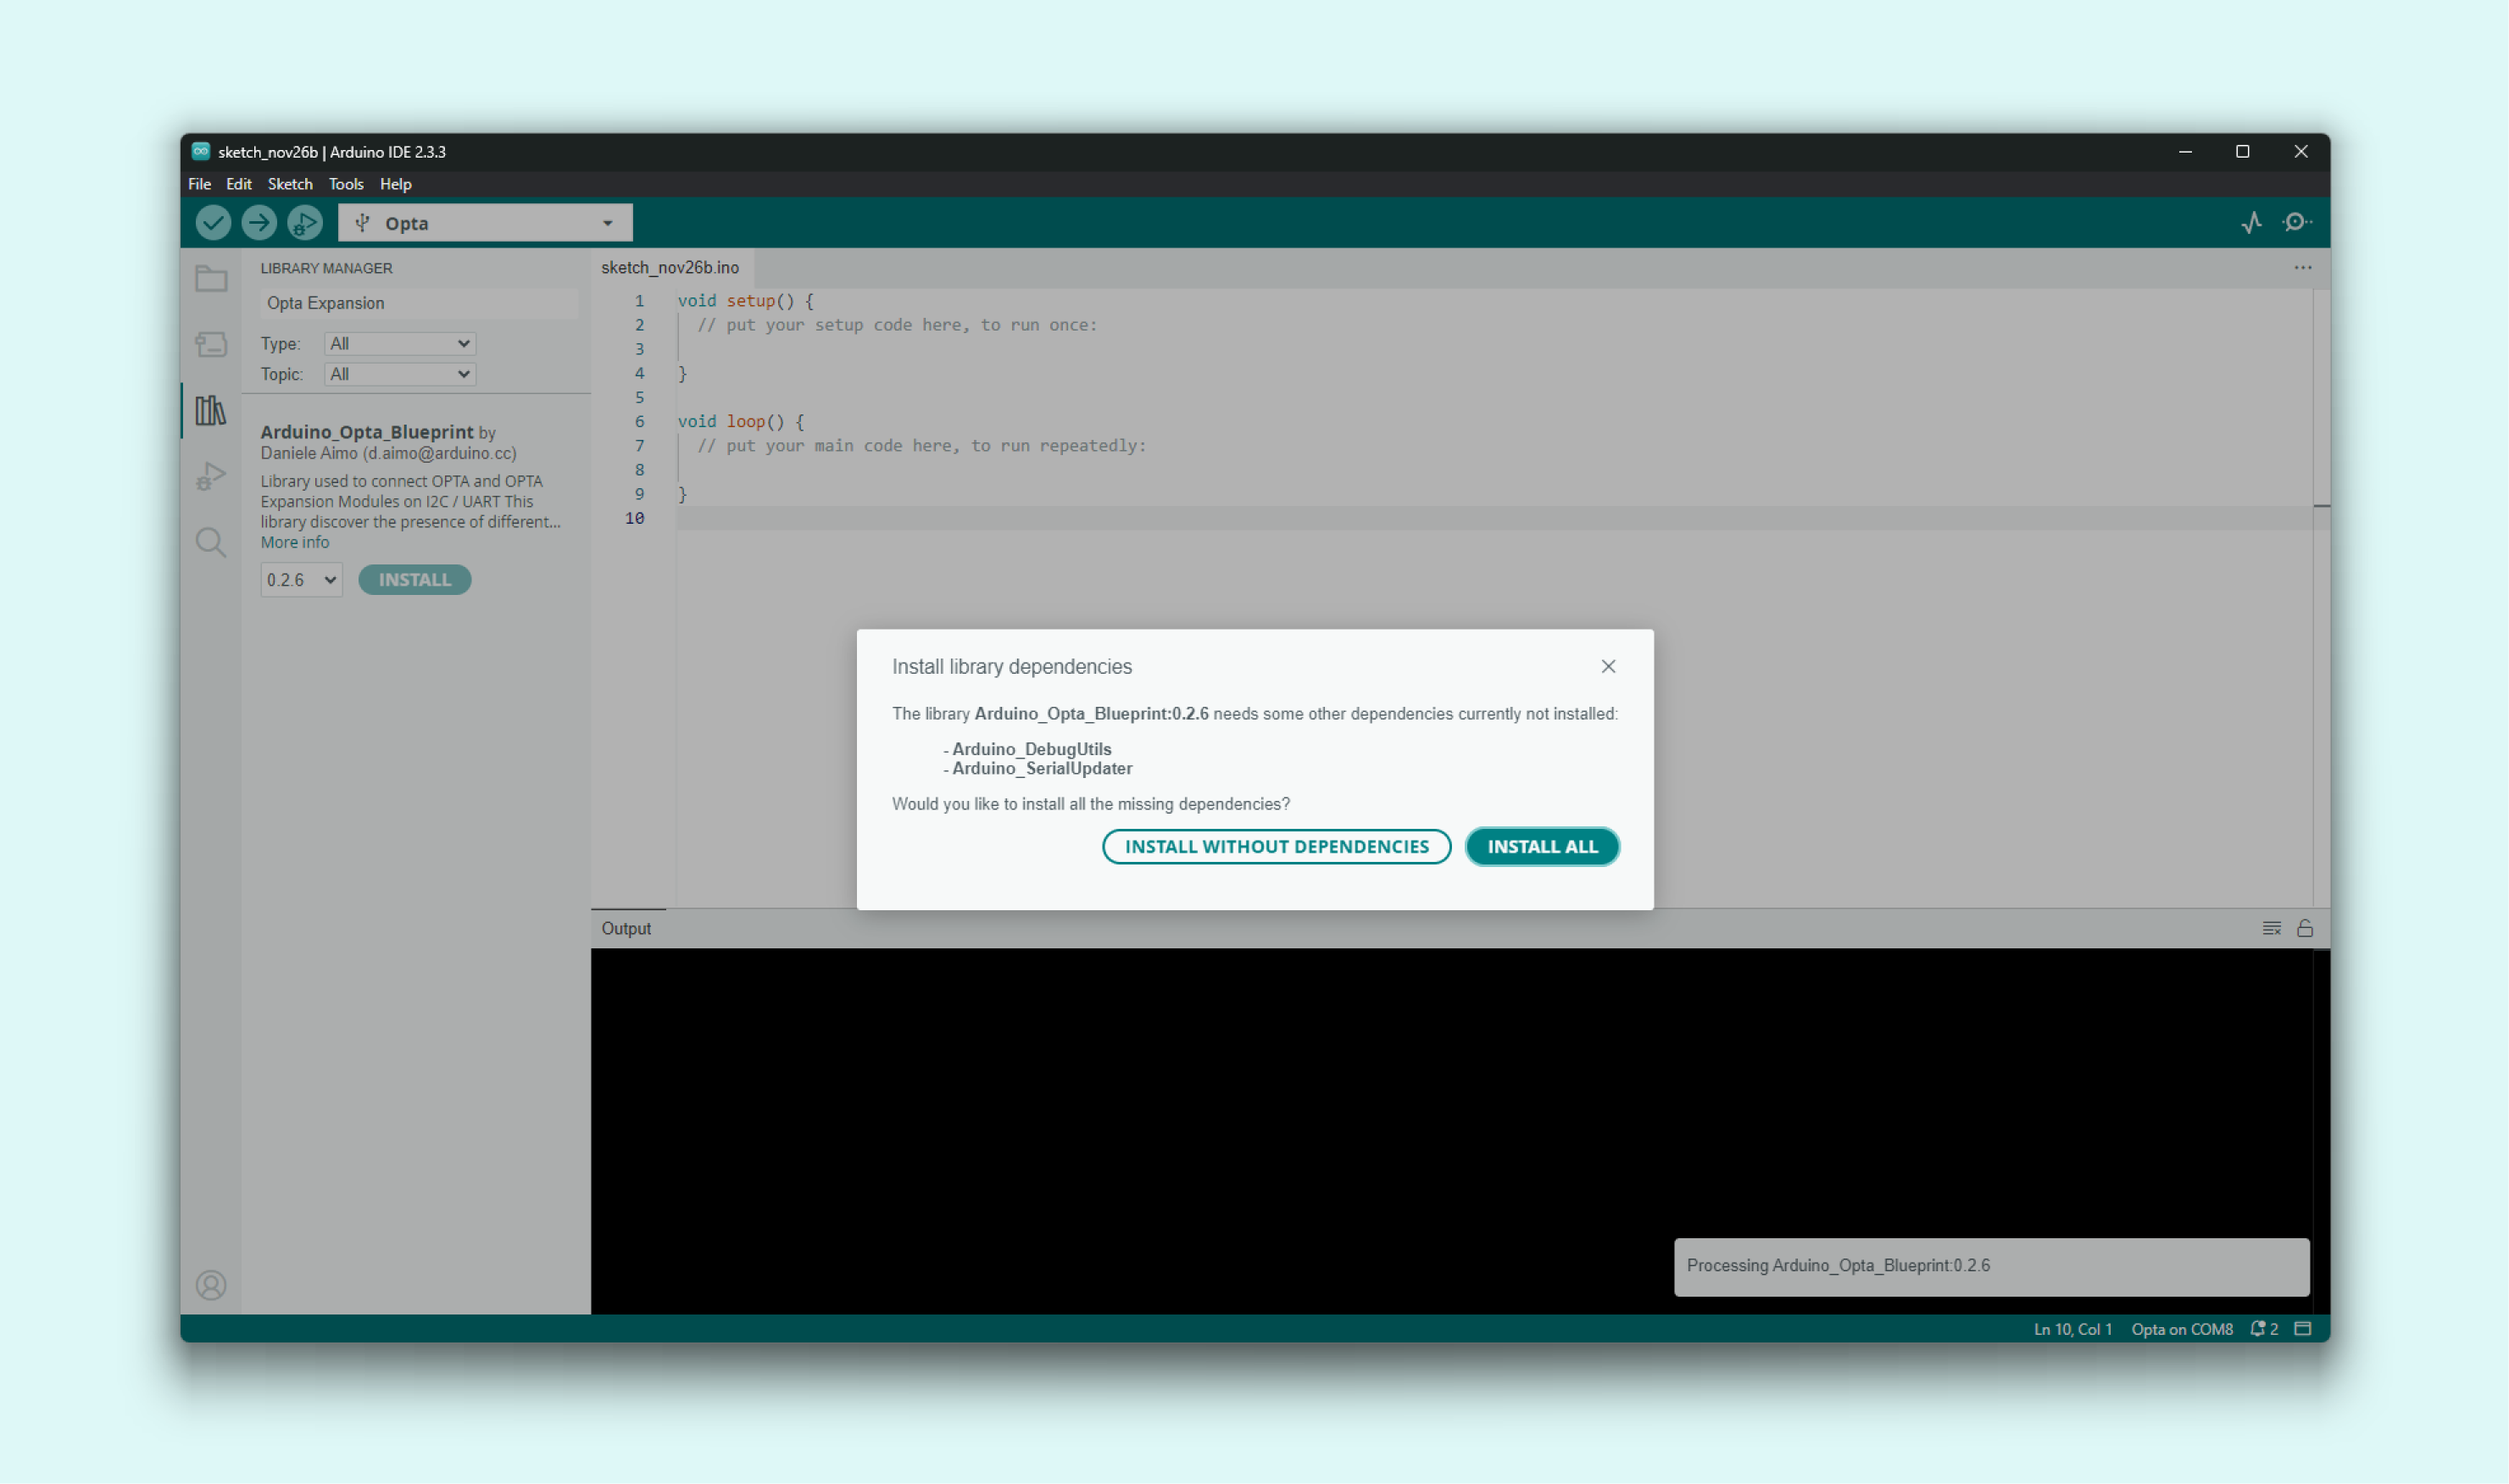 sketch_nov26b | Arduino IDE 2.3.3
File Edit Sketch Tools Help
Opta
LIBRARY MANAGER
Opta Expansion
Type: All
Topic: All
Arduino_Opta_Blueprint by
Daniele Aimo (d.aimo@arduino.cc)
Library used to connect OPTA and OPTA
Expansion Modules on I2C / UART This
library discover the presence of different...
More info
0.2.6 INSTALL
sketch_nov26b.ino
1 void setup() {
2 // put your setup code here, to run once:
3
4 }
5
6 void loop() {
7 // put your main code here, to run repeatedly:
8
9 }
10
Install library dependencies
The library Arduino_Opta_Blueprint:0.2.6 needs some other dependencies currently not installed:
- Arduino_DebugUtils
- Arduino_SerialUpdater
Would you like to install all the missing dependencies?
INSTALL WITHOUT DEPENDENCIES INSTALL ALL
Output
Processing Arduino_Opta_Blueprint:0.2.6
Ln 10, Col 1 Opta on COM8 2